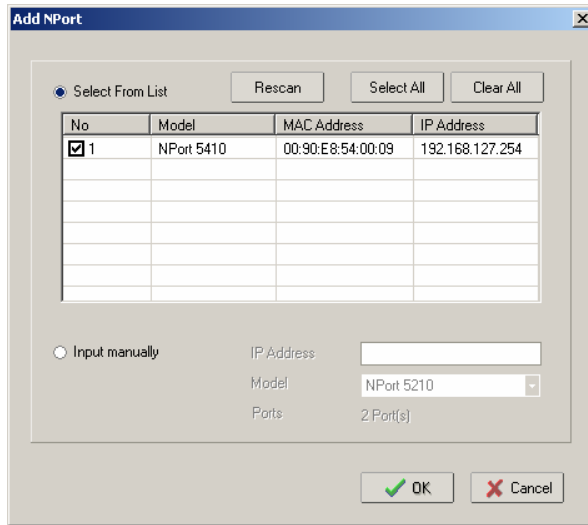 Add NPort
Select From List Rescan Select All Clear All
No Model MAC Address IP Address
1 NPort 5410 00:90:E8:54:00:09 192.168.127.254
Input manually IP Address
Model NPort 5210
Ports 2 Port(s)
OK Cancel